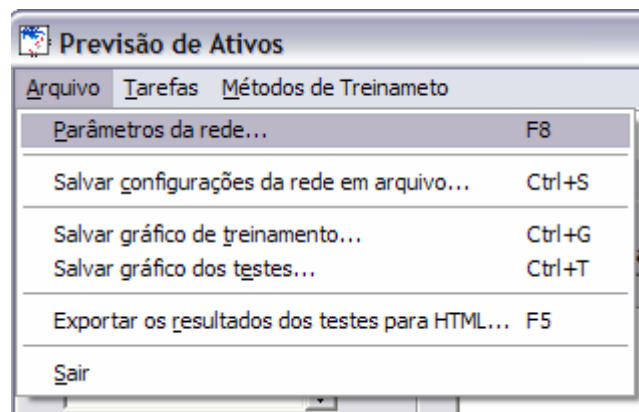 Previsão de Ativos
Arquivo Tarefas Métodos de Treinameto
Parâmetros da rede... F8
Salvar configurações da rede em arquivo... Ctrl+S
Salvar gráfico de treinamento... Ctrl+G
Salvar gráfico dos testes... Ctrl+T
Exportar os resultados dos testes para HTML... F5
Sair